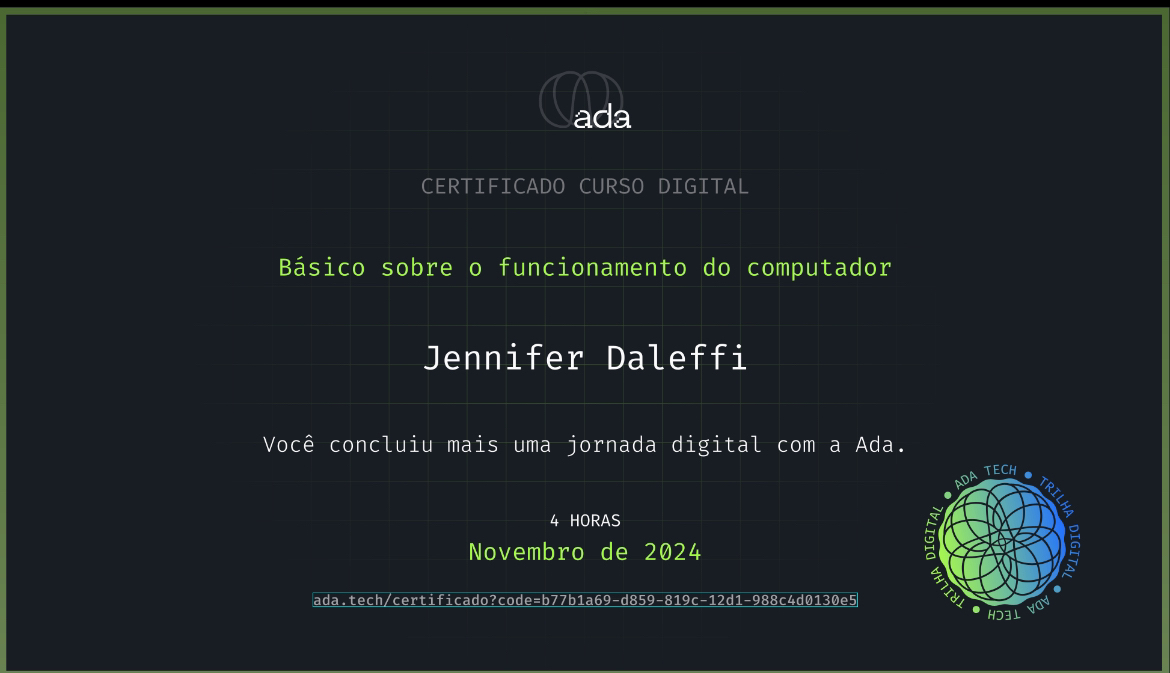 ada
CERTIFICADO CURSO DIGITAL
Básico sobre o funcionamento do computador
Jennifer Daleffi
Você concluiu mais uma jornada digital com a Ada.
4 HORAS
Novembro de 2024
ada.tech/certificado?code=b77b1a69-d859-819c-12d1-988c4d0130e5
ADA TECH • TRILHA DIGITAL • ADA TECH • TRILHA DIGITAL •